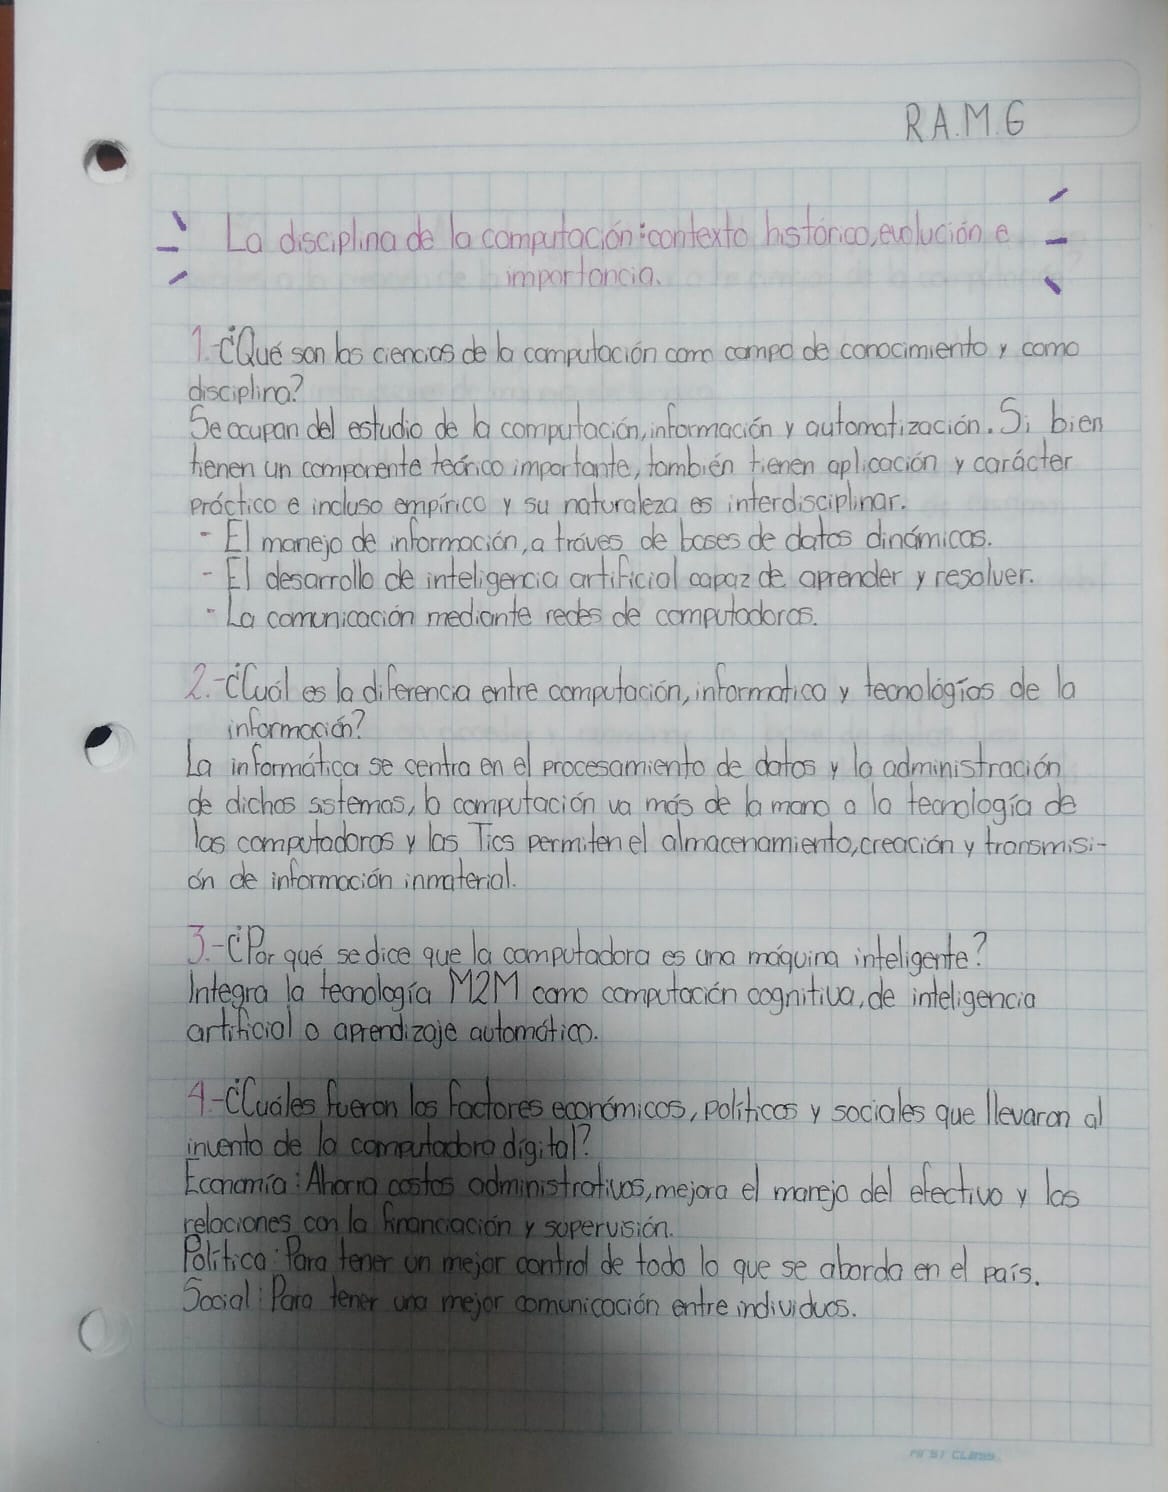 R.A.M.G
La disciplina de la computación: contexto histórico, evolución e
importancia.
1.-¿Qué son las ciencias de la computación como campo de conocimiento y como
disciplina?
Se ocupan del estudio de la computación, información y automatización. Si bien
tienen un componente teórico importante, también tienen aplicación y carácter
práctico e incluso empírico y su naturaleza es interdisciplinar.
- El manejo de información, a tráves de bases de datos dinámicas.
- El desarrollo de inteligencia artificial capaz de aprender y resolver.
- La comunicación mediante redes de computadoras.
2.-¿Cuál es la diferencia entre computación, informatica y tecnológías de la
información?
La informática se centra en el procesamiento de datos y la administración
de dichos sistemas, la computación va más de la mano a la tecnología de
las computadoras y las Tics permiten el almacenamiento, creación y transmisi-
ón de información inmaterial.
3.-¿Por qué se dice que la computadora es una máquina inteligente?
Integra la tecnología M2M como computación cognitiva, de inteligencia
artificial o aprendizaje automático.
4.-¿Cuáles fueron los factores económicos, políticos y sociales que llevaron al
invento de la computadora digital?
Economía: Ahorra costos administrativos, mejora el manejo del efectivo y las
relaciones con la financiación y supervisión.
Política: Para tener un mejor control de todo lo que se aborda en el país.
Social: Para tener una mejor comunicación entre individuos.
FIRST CLASS